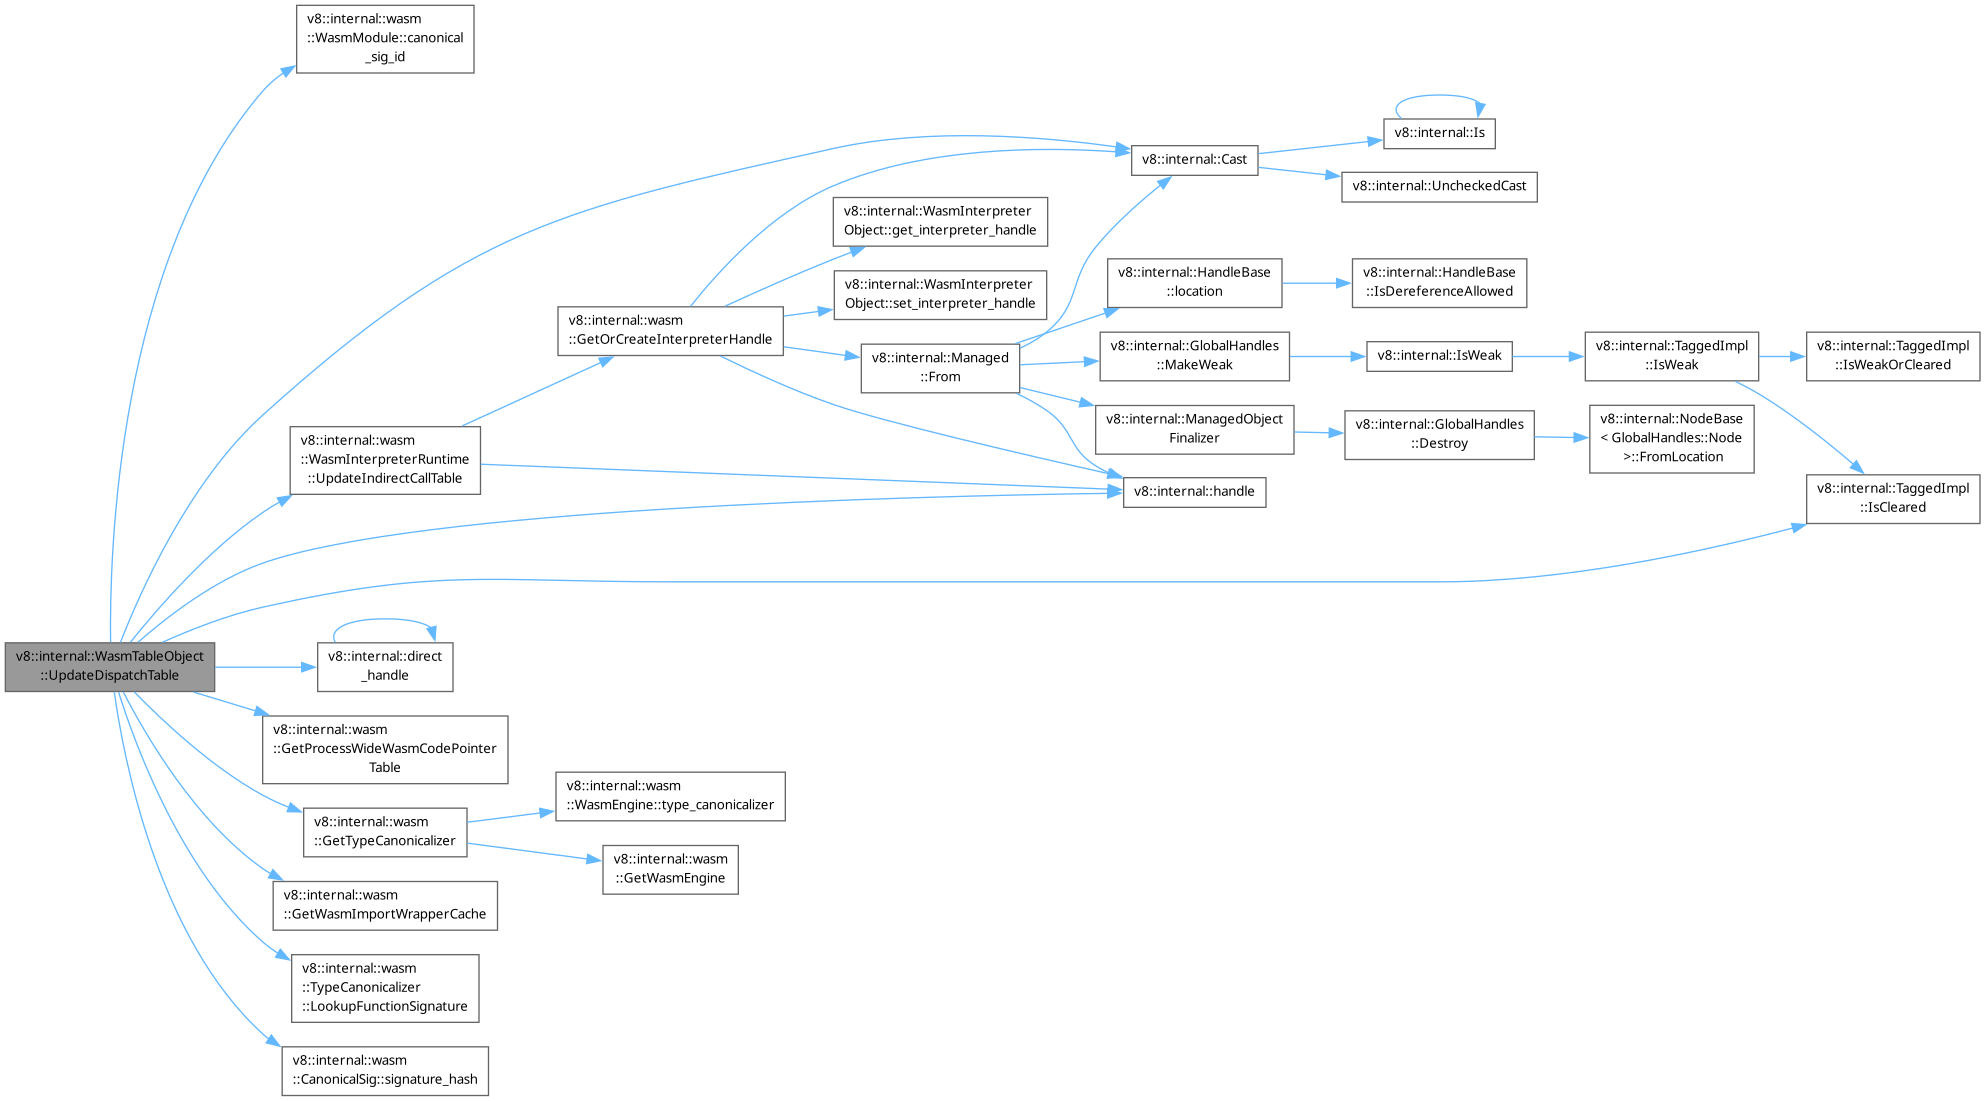 v8::internal::wasm
::WasmModule::canonical
_sig_id
v8::internal::Is
v8::internal::Cast
v8::internal::UncheckedCast
v8::internal::WasmInterpreter
Object::get_interpreter_handle
v8::internal::WasmInterpreter
Object::set_interpreter_handle
v8::internal::HandleBase
::location
v8::internal::HandleBase
::IsDereferenceAllowed
v8::internal::wasm
::GetOrCreateInterpreterHandle
v8::internal::Managed
::From
v8::internal::GlobalHandles
::MakeWeak
v8::internal::IsWeak
v8::internal::TaggedImpl
::IsWeak
v8::internal::TaggedImpl
::IsWeakOrCleared
v8::internal::ManagedObject
Finalizer
v8::internal::GlobalHandles
::Destroy
v8::internal::NodeBase
< GlobalHandles::Node
>::FromLocation
v8::internal::wasm
::WasmInterpreterRuntime
::UpdateIndirectCallTable
v8::internal::handle
v8::internal::TaggedImpl
::IsCleared
v8::internal::WasmTableObject
::UpdateDispatchTable
v8::internal::direct
_handle
v8::internal::wasm
::GetProcessWideWasmCodePointer
Table
v8::internal::wasm
::GetTypeCanonicalizer
v8::internal::wasm
::WasmEngine::type_canonicalizer
v8::internal::wasm
::GetWasmEngine
v8::internal::wasm
::GetWasmImportWrapperCache
v8::internal::wasm
::TypeCanonicalizer
::LookupFunctionSignature
v8::internal::wasm
::CanonicalSig::signature_hash